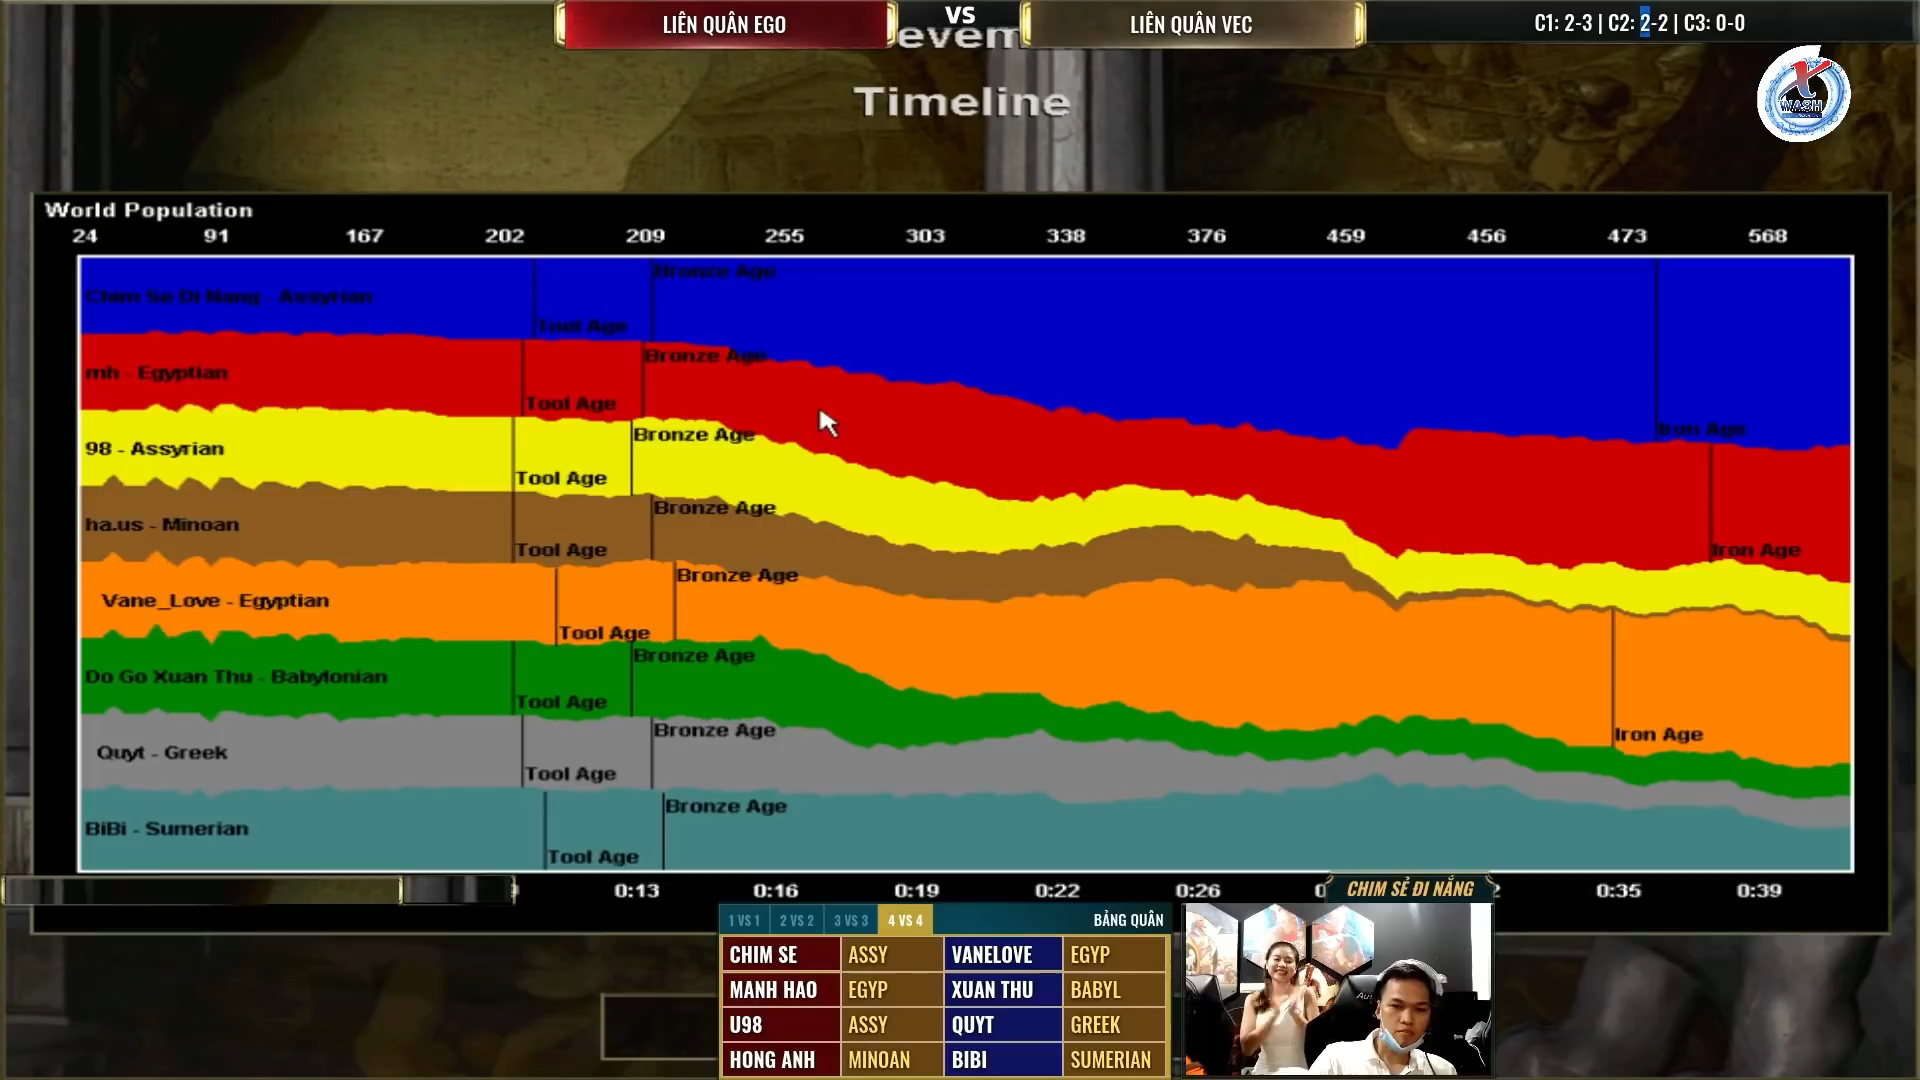 LIÊN QUÂN EGO
VS
LIÊN QUÂN VEC
C1: 2-3 | C2: 2-2 | C3: 0-0
evem
Timeline
WASH
World Population
24 91 167 202 209 255 303 338 376 459 456 473 568
Bronze Age
Chim Se Di Nang - Assyrian
Tool Age
Iron Age
Bronze Age
mh - Egyptian
Tool Age
Iron Age
Bronze Age
98 - Assyrian
Tool Age
Bronze Age
ha.us - Minoan
Tool Age
Bronze Age
Vane_Love - Egyptian
Tool Age
Iron Age
Bronze Age
Do Go Xuan Thu - Babylonian
Tool Age
Bronze Age
Quyt - Greek
Tool Age
Bronze Age
BiBi - Sumerian
Tool Age
0:13 0:16 0:19 0:22 0:26 0:35 0:39
CHIM SẺ ĐI NẮNG
1 VS 1 2 VS 2 3 VS 3 4 VS 4 BẢNG QUÂN
CHIM SE ASSY VANELOVE EGYP
MANH HAO EGYP XUAN THU BABYL
U98 ASSY QUYT GREEK
HONG ANH MINOAN BIBI SUMERIAN